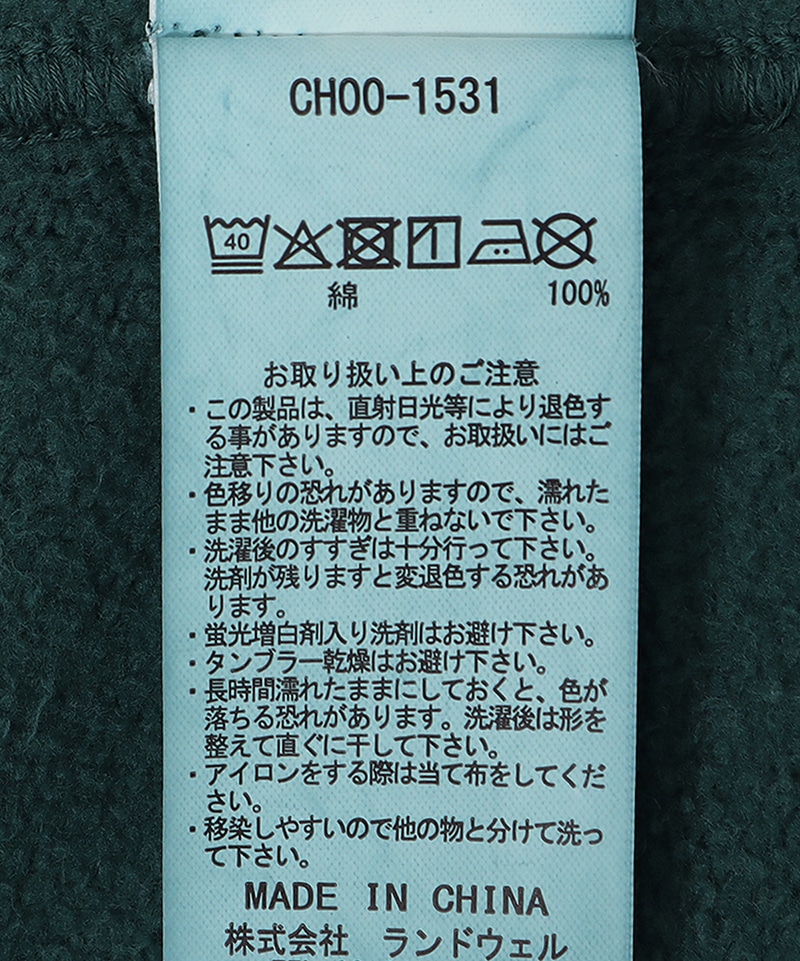 CH00-1531
40
綿 100%
お取り扱い上のご注意
・この製品は、直射日光等により退色す
る事がありますので、お取扱いにはご
注意下さい。
・色移りの恐れがありますので、濡れた
まま他の洗濯物と重ねないで下さい。
・洗濯後のすすぎは十分行って下さい。
洗剤が残りますと変退色する恐れがあ
ります。
・蛍光増白剤入り洗剤はお避け下さい。
・タンブラー乾燥はお避け下さい。
・長時間濡れたままにしておくと、色が
落ちる恐れがあります。洗濯後は形を
整えて直ぐに干して下さい。
・アイロンをする際は当て布をしてくだ
さい。
・移染しやすいので他の物と分けて洗っ
て下さい。
MADE IN CHINA
株式会社 ランドウェル